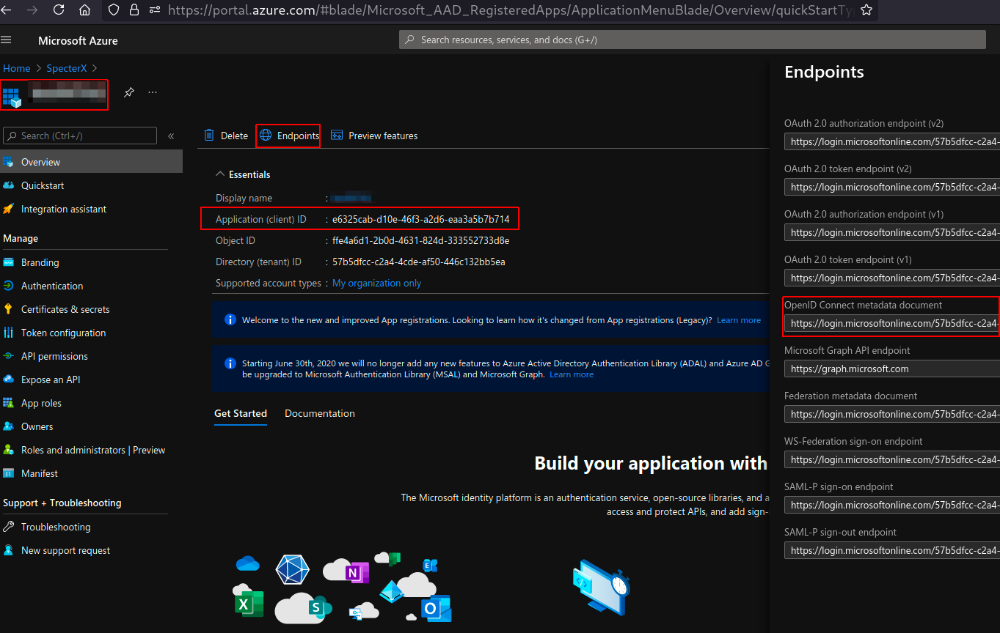 https://portal.azure.com/#blade/Microsoft_AAD_RegisteredApps/ApplicationMenuBlade/Overview/quickStartTy
Microsoft Azure
Search resources, services, and docs (G+/)
Home > SpecterX >
...
Search (Ctrl+/)
«
Overview
Quickstart
Integration assistant
Manage
Branding
Authentication
Certificates & secrets
Token configuration
API permissions
Expose an API
App roles
Owners
Roles and administrators | Preview
Manifest
Support + Troubleshooting
Troubleshooting
New support request
Delete
Endpoints
Preview features
Essentials
Display name :
Application (client) ID : e6325cab-d10e-46f3-a2d6-eaa3a5b7b714
Object ID : ffe4a6d1-2b0d-4631-824d-333552733d8e
Directory (tenant) ID : 57b5dfcc-c2a4-4cde-af50-446c132bb5ea
Supported account types : My organization only
Welcome to the new and improved App registrations. Looking to learn how it's changed from App registrations (Legacy)? Learn more
Starting June 30th, 2020 we will no longer add any new features to Azure Active Directory Authentication Library (ADAL) and Azure AD G
be upgraded to Microsoft Authentication Library (MSAL) and Microsoft Graph. Learn more
Get Started
Documentation
Build your application with
The Microsoft identity platform is an authentication service, open-source libraries, and a
access and protect APIs, and add sign-
N
E
X
S
O
Endpoints
OAuth 2.0 authorization endpoint (v2)
https://login.microsoftonline.com/57b5dfcc-c2a4-
OAuth 2.0 token endpoint (v2)
https://login.microsoftonline.com/57b5dfcc-c2a4-
OAuth 2.0 authorization endpoint (v1)
https://login.microsoftonline.com/57b5dfcc-c2a4-
OAuth 2.0 token endpoint (v1)
https://login.microsoftonline.com/57b5dfcc-c2a4-
OpenID Connect metadata document
https://login.microsoftonline.com/57b5dfcc-c2a4-
Microsoft Graph API endpoint
https://graph.microsoft.com
Federation metadata document
https://login.microsoftonline.com/57b5dfcc-c2a4-
WS-Federation sign-on endpoint
https://login.microsoftonline.com/57b5dfcc-c2a4-
SAML-P sign-on endpoint
https://login.microsoftonline.com/57b5dfcc-c2a4-
SAML-P sign-out endpoint
https://login.microsoftonline.com/57b5dfcc-c2a4-